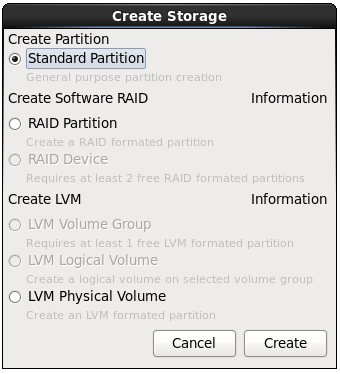 Create Storage
Create Partition
Standard Partition
General purpose partition creation
Create Software RAID Information
RAID Partition
Create a RAID formated partition
RAID Device
Requires at least 2 free RAID formated partitions
Create LVM Information
LVM Volume Group
Requires at least 1 free LVM formated partition
LVM Logical Volume
Create a logical volume on selected volume group
LVM Physical Volume
Create an LVM formated partition
Cancel Create